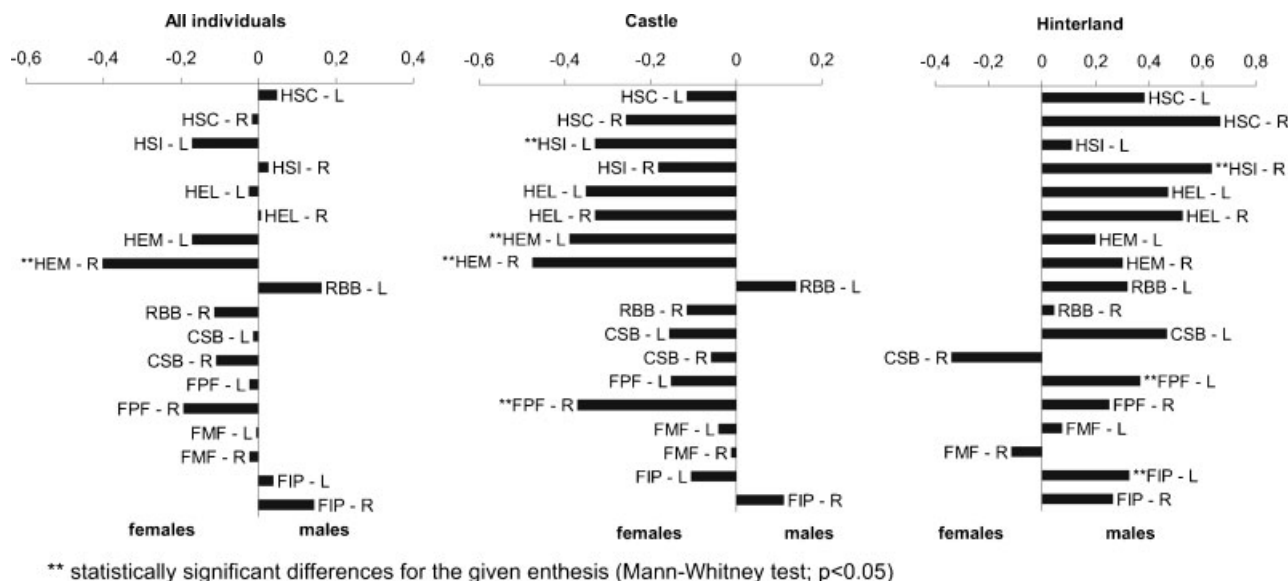 All individuals
-0,6 -0,4 -0,2 0 0,2 0,4
HSC - L
HSC - R
HSI - L
HSI - R
HEL - L
HEL - R
HEM - L
**HEM - R
RBB - L
RBB - R
CSB - L
CSB - R
FPF - L
FPF - R
FMF - L
FMF - R
FIP - L
FIP - R
females males
Castle
-0,6 -0,4 -0,2 0 0,2
HSC - L
HSC - R
**HSI - L
HSI - R
HEL - L
HEL - R
**HEM - L
**HEM - R
RBB - L
RBB - R
CSB - L
CSB - R
FPF - L
**FPF - R
FMF - L
FMF - R
FIP - L
FIP - R
females males
Hinterland
-0,4 -0,2 0 0,2 0,4 0,6 0,8
HSC - L
HSC - R
HSI - L
**HSI - R
HEL - L
HEL - R
HEM - L
HEM - R
RBB - L
RBB - R
CSB - L
CSB - R
**FPF - L
FPF - R
FMF - L
FMF - R
**FIP - L
FIP - R
females males
** statistically significant differences for the given enthesis (Mann-Whitney test; p<0.05)